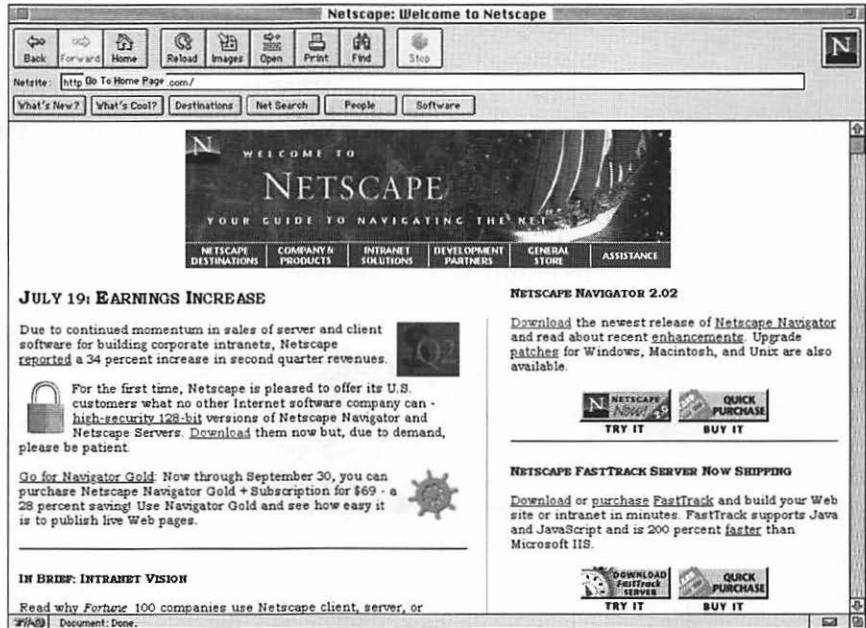 Netscape: Welcome to Netscape
Back Forward Home Reload Images Open Print Find Stop
N
Netsite: http Go To Home Page .com/
What's New? What's Cool? Destinations Net Search People Software
N
WELCOME TO
NETSCAPE
YOUR GUIDE TO NAVIGATING THE NET
NETSCAPE DESTINATIONS COMPANY & PRODUCTS INTRANET SOLUTIONS DEVELOPMENT PARTNERS GENERAL STORE ASSISTANCE
JULY 19: EARNINGS INCREASE
Due to continued momentum in sales of server and client
software for building corporate intranets, Netscape
reported a 34 percent increase in second quarter revenues.
Q2
For the first time, Netscape is pleased to offer its U.S.
customers what no other Internet software company can -
high-security 128-bit versions of Netscape Navigator and
Netscape Servers. Download them now but, due to demand,
please be patient.
Go for Navigator Gold: Now through September 30, you can
purchase Netscape Navigator Gold + Subscription for $69 - a
28 percent saving! Use Navigator Gold and see how easy it
is to publish live Web pages.
IN BRIEF: INTRANET VISION
Read why Fortune 100 companies use Netscape client, server, or
NETSCAPE NAVIGATOR 2.02
Download the newest release of Netscape Navigator
and read about recent enhancements. Upgrade
patches for Windows, Macintosh, and Unix are also
available.
N NETSCAPE Now! 2.0
TRY IT
QUICK PURCHASE
BUY IT
NETSCAPE FASTTRACK SERVER NOW SHIPPING
Download or purchase FastTrack and build your Web
site or intranet in minutes. FastTrack supports Java
and JavaScript and is 200 percent faster than
Microsoft IIS.
DOWNLOAD FastTrack SERVER
TRY IT
QUICK PURCHASE
BUY IT
Document: Done.